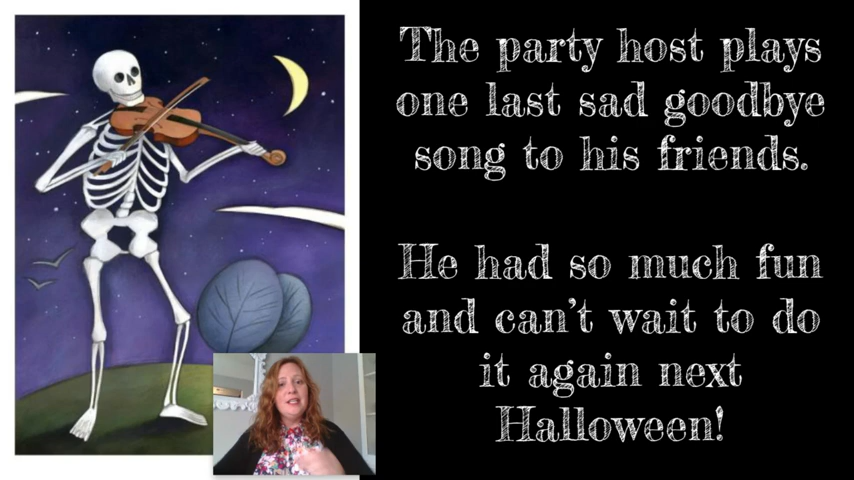 The party host plays
one last sad goodbye
song to his friends.
He had so much fun
and can't wait to do
it again next
Halloween!